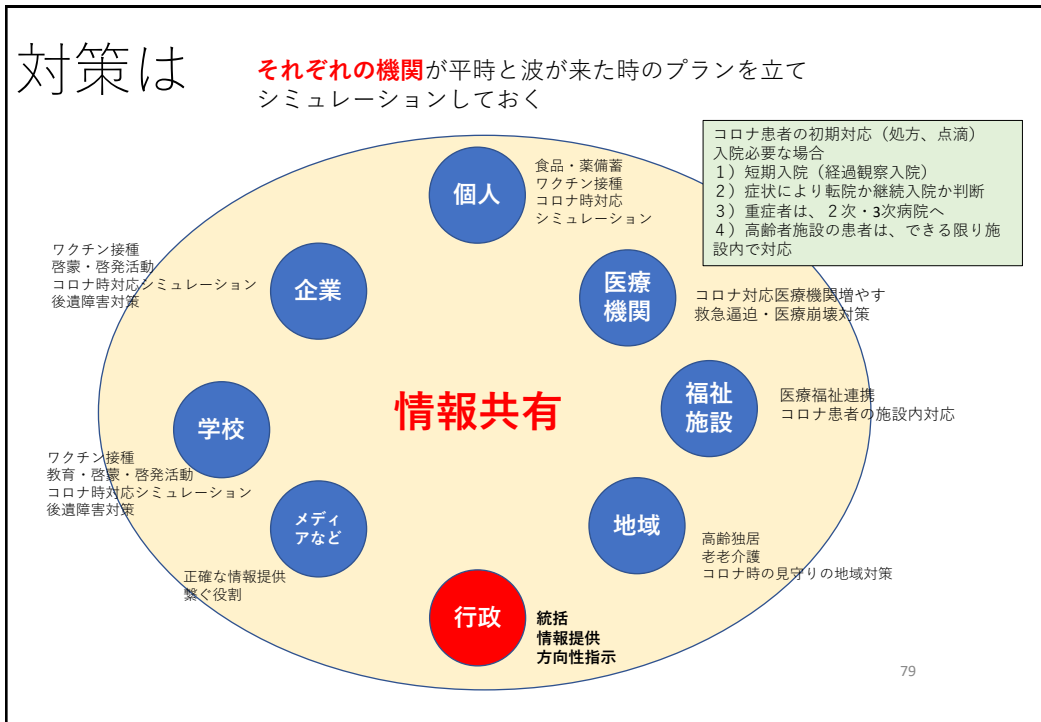 対策は
それぞれの機関が平時と波が来た時のプランを立て
シミュレーションしておく
コロナ患者の初期対応（処方、点滴）
入院必要な場合
1）短期入院（経過観察入院）
2）症状により転院か継続入院か判断
3）重症者は、２次・3次病院へ
4）高齢者施設の患者は、できる限り施
設内で対応
個人
食品・薬備蓄
ワクチン接種
コロナ時対応
シミュレーション
ワクチン接種
啓蒙・啓発活動
コロナ時対応シミュレーション
後遺障害対策
企業
医療
機関
コロナ対応医療機関増やす
救急逼迫・医療崩壊対策
情報共有
福祉
施設
医療福祉連携
コロナ患者の施設内対応
学校
ワクチン接種
教育・啓蒙・啓発活動
コロナ時対応シミュレーション
後遺障害対策
メディ
アなど
正確な情報提供
繋ぐ役割
地域
高齢独居
老老介護
コロナ時の見守りの地域対策
行政
統括
情報提供
方向性指示
79